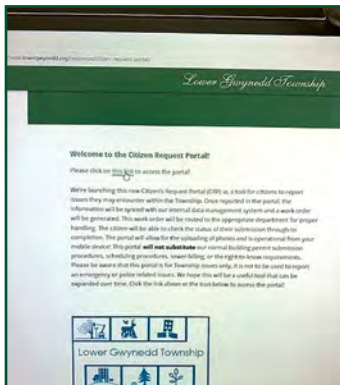 www.lowergwynedd.org/resources/citizen-request-portal/
Lower Gwynedd Township
Welcome to the Citizen Request Portal!
Please click on this link to access the portal!
We're launching this new Citizen's Request Portal (CRP) as a tool for citizens to report
issues they may encounter within the Township. Once reported in the portal, the
information will be synced with our internal data management system and a work order
will be generated. This work order will be routed to the appropriate department for proper
handling. The citizen will be able to check the status of their submission through to
completion. The portal will allow for the uploading of photos and is operational from your
mobile device! This portal will not substitute our normal building permit submission
procedures, scheduling procedures, sewer billing, or the right-to-know requirements.
Please be aware that this portal is for Township issues only, it is not to be used to report
an emergency or police related issues. We hope this will be a useful tool that can be
expanded over time. Click the link above or the icon below to access the portal!
Lower Gwynedd Township